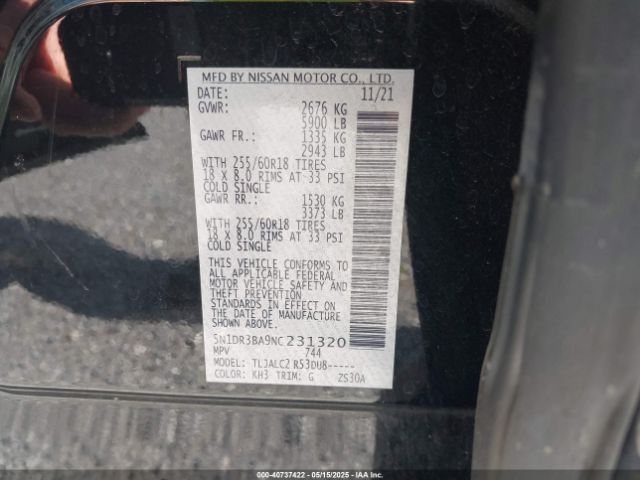 MFD BY NISSAN MOTOR CO., LTD.
DATE: 11/21
GVWR: 2676 KG
5900 LB
GAWR FR.: 1335 KG
2943 LB
WITH 255/60R18 TIRES
18 X 8.0 RIMS AT 33 PSI
COLD SINGLE
GAWR RR.: 1530 KG
3373 LB
WITH 255/60R18 TIRES
18 X 8.0 RIMS AT 33 PSI
COLD SINGLE
THIS VEHICLE CONFORMS TO
ALL APPLICABLE FEDERAL
MOTOR VEHICLE SAFETY AND
THEFT PREVENTION
STANDARDS IN EFFECT ON
THE DATE OF MANUFACTURE
SHOWN ABOVE.
5N1DR3BA9NC231320
MPV 744
MODEL: TLJALC2 R53DU8-----
COLOR: KH3 TRIM: G ZS30A
000-40737422 - 05/15/2025 - IAAI.COM